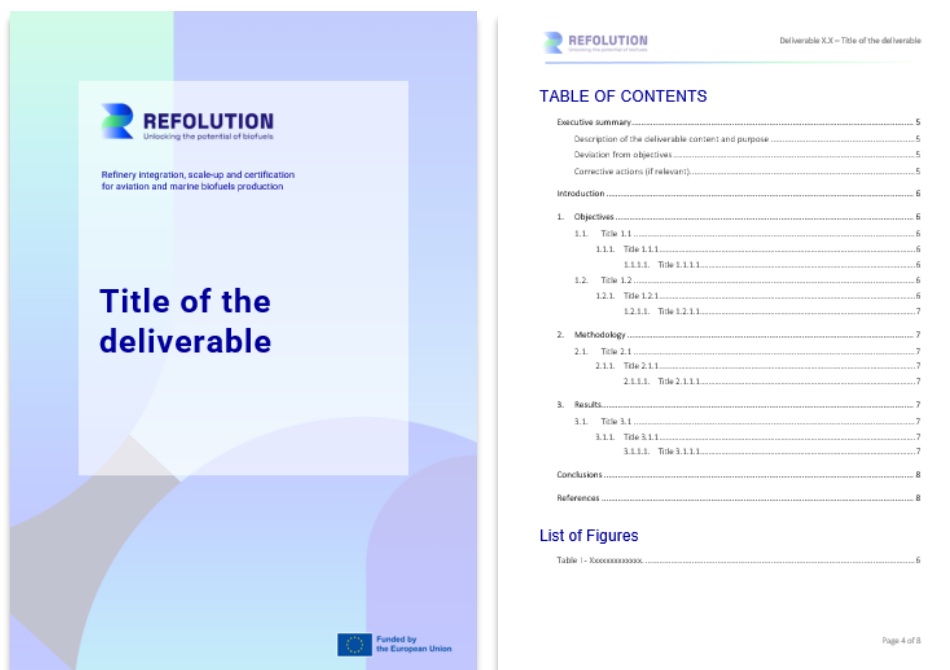 REFOLUTION
Unlocking the potential of biofuels
Refinery integration, scale-up and certification
for aviation and marine biofuels production
Title of the
deliverable
Funded by
the European Union
REFOLUTION
Unlocking the potential of biofuels
Deliverable X.X – Title of the deliverable
TABLE OF CONTENTS
Executive summary 5
Description of the deliverable content and purpose 5
Deviation from objectives 5
Corrective actions (if relevant) 5
Introduction 6
1. Objectives 6
1.1. Title 1.1 6
1.1.1. Title 1.1.1 6
1.1.1.1. Title 1.1.1.1 6
1.2. Title 1.2 6
1.2.1. Title 1.2.1 6
1.2.1.1. Title 1.2.1.1 7
2. Methodology 7
2.1. Title 2.1 7
2.1.1. Title 2.1.1 7
2.1.1.1. Title 2.1.1.1 7
3. Results 7
3.1. Title 3.1 7
3.1.1. Title 3.1.1 7
3.1.1.1. Title 3.1.1.1 7
Conclusions 8
References 8
List of Figures
Table I - Xxxxxxxxxxxxx 6
Page 4 of 8